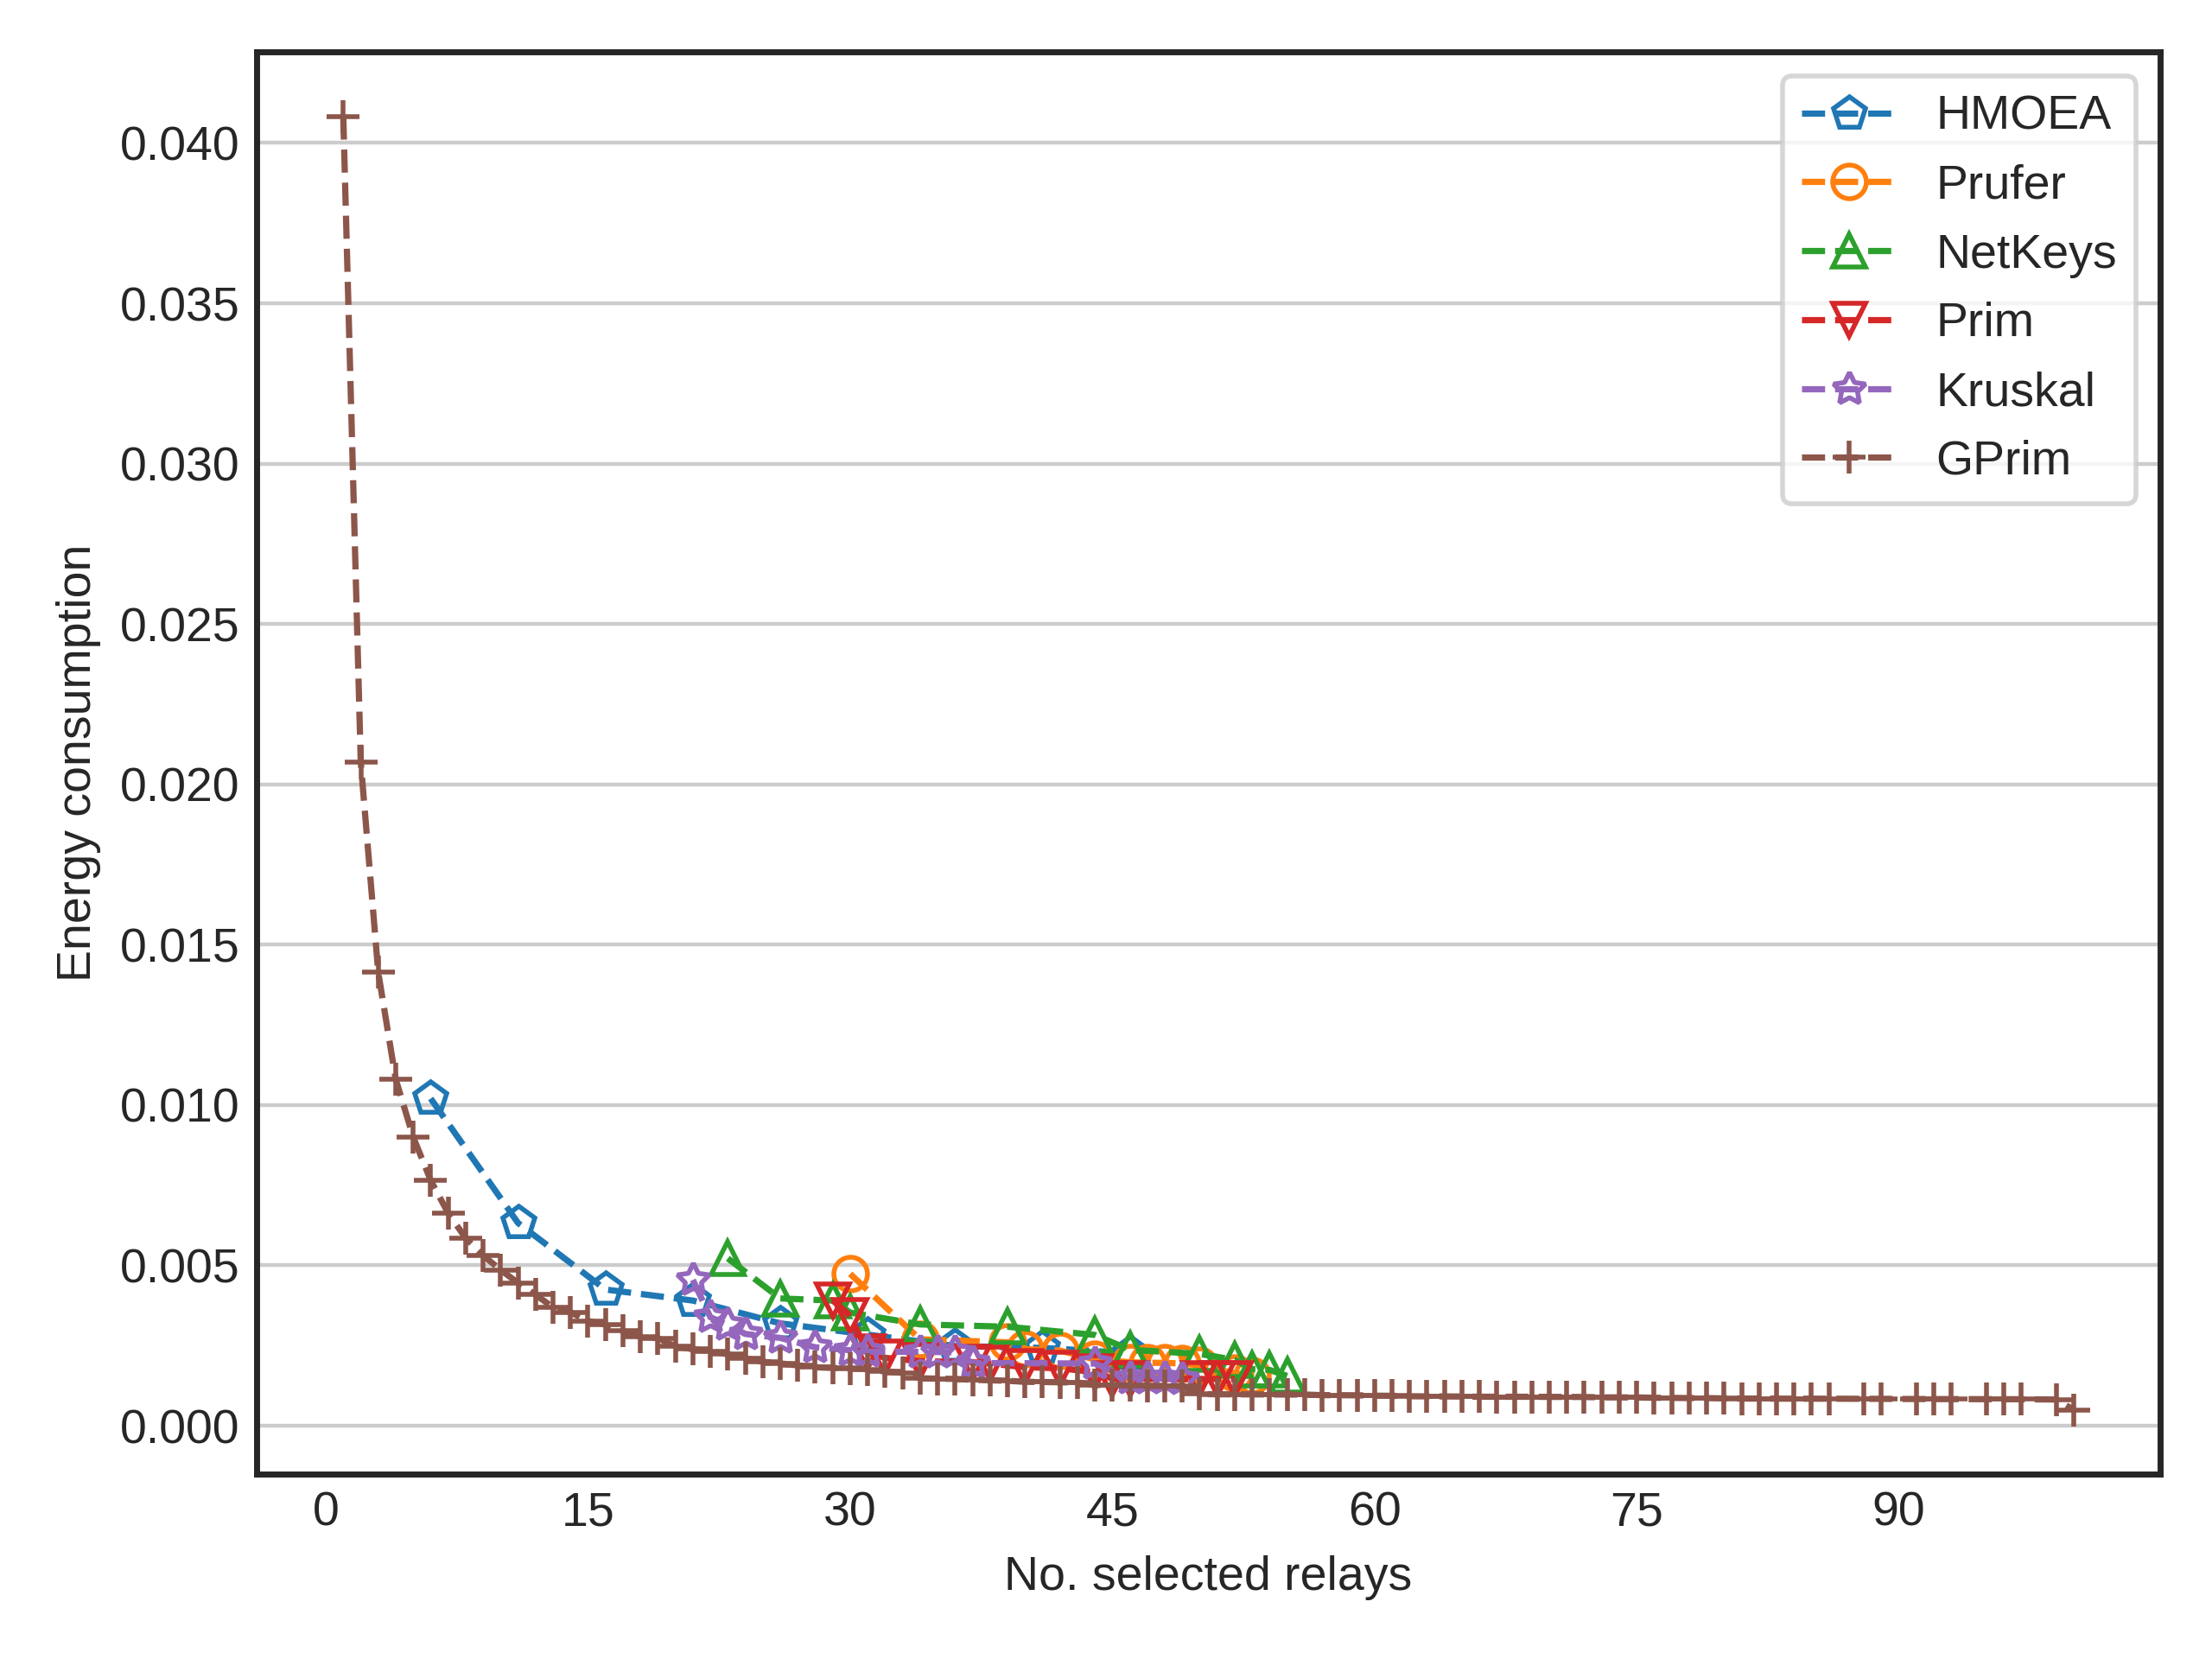 HMOEA
Prufer
NetKeys
Prim
Kruskal
GPrim
0.040
0.035
0.030
0.025
0.020
0.015
0.010
0.005
0.000
Energy consumption
0 15 30 45 60 75 90
No. selected relays